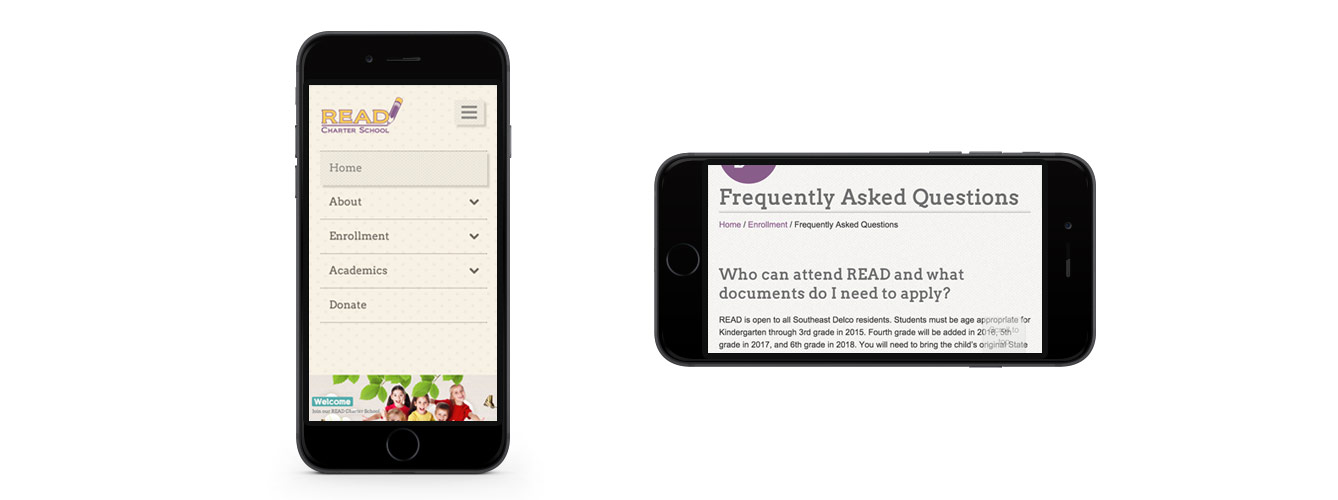 READ
CHARTER SCHOOL
Home
About
Enrollment
Academics
Donate
Welcome
Join our READ Charter School
Frequently Asked Questions
Home / Enrollment / Frequently Asked Questions
Who can attend READ and what
documents do I need to apply?
READ is open to all Southeast Delco residents. Students must be age appropriate for
Kindergarten through 3rd grade in 2015. Fourth grade will be added in 2016, 5th
grade in 2017, and 6th grade in 2018. You will need to bring the child's original State